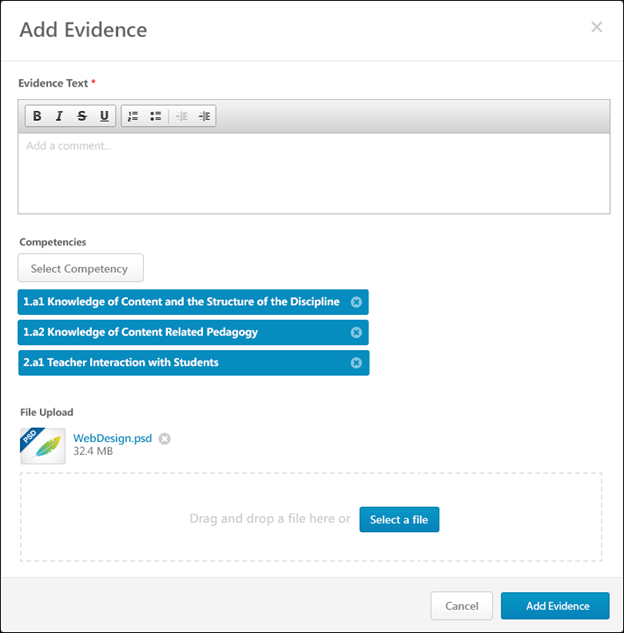 Add Evidence
Evidence Text *
B I S U
Add a comment...
Competencies
Select Competency
1.a1 Knowledge of Content and the Structure of the Discipline
1.a2 Knowledge of Content Related Pedagogy
2.a1 Teacher Interaction with Students
File Upload
PSD
WebDesign.psd
32.4 MB
Drag and drop a file here or Select a file
Cancel Add Evidence